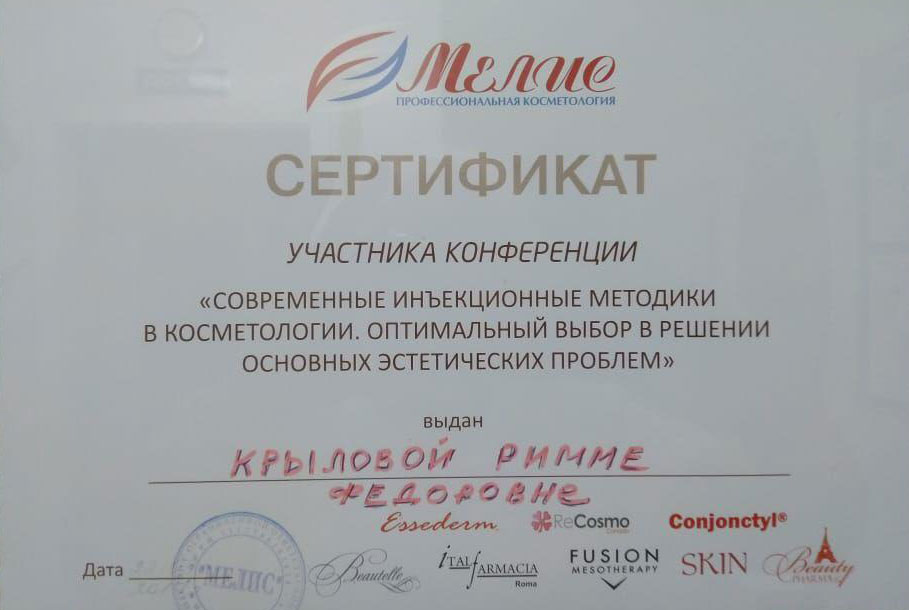 Мелис
ПРОФЕССИОНАЛЬНАЯ КОСМЕТОЛОГИЯ
СЕРТИФИКАТ
УЧАСТНИКА КОНФЕРЕНЦИИ
«СОВРЕМЕННЫЕ ИНЪЕКЦИОННЫЕ МЕТОДИКИ
В КОСМЕТОЛОГИИ. ОПТИМАЛЬНЫЙ ВЫБОР В РЕШЕНИИ
ОСНОВНЫХ ЭСТЕТИЧЕСКИХ ПРОБЛЕМ»
выдан
КРЫЛОВОЙ РИММЕ
ФЕДОРОВНЕ
Essederm ReCosmo Conjonctyl®
Дата "МЕЛИС" Beautelle ITALFARMACIA Roma FUSION MESOTHERAPY SKIN Beauty PHARMA